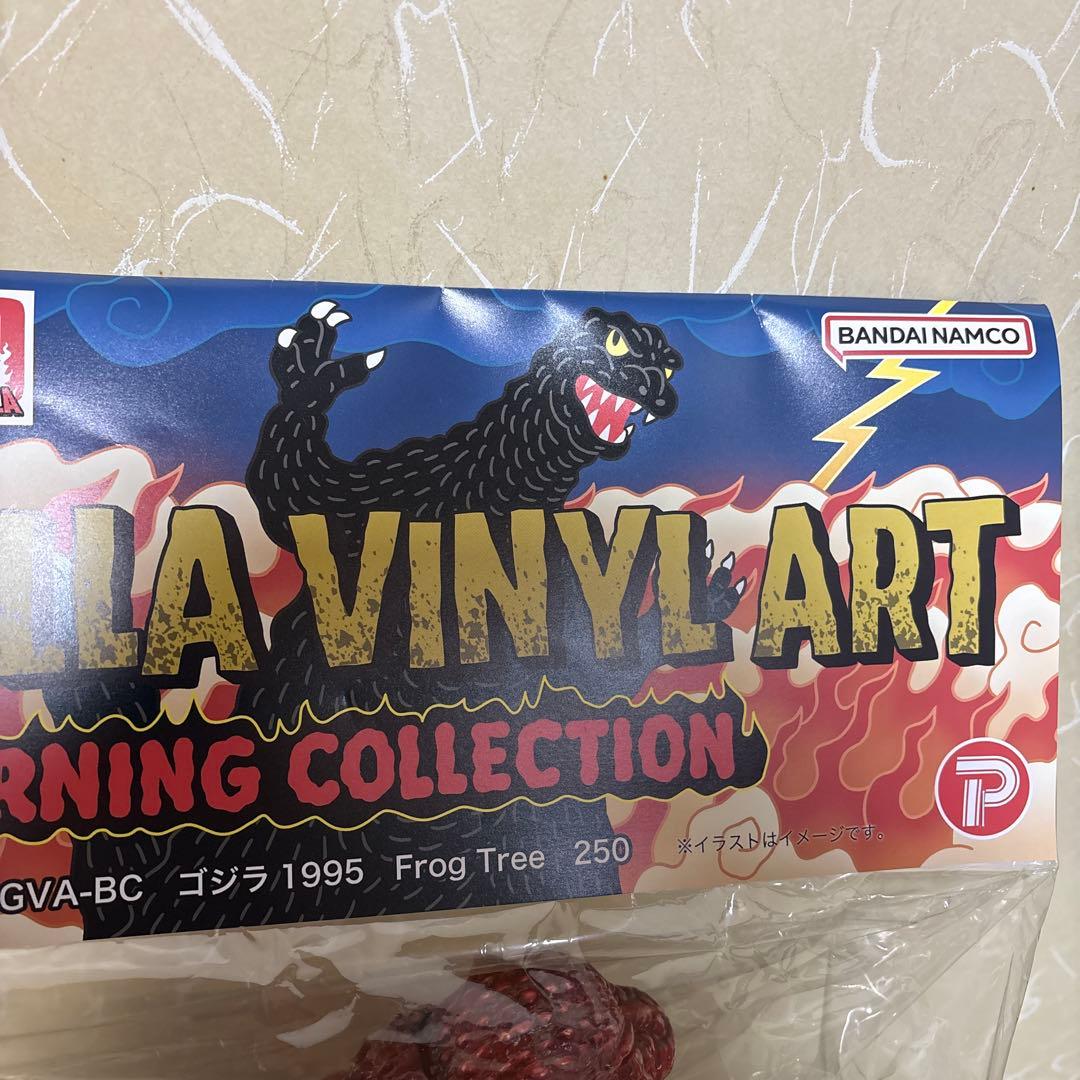 BANDAI NAMCO
LLA VINYL ART
RNING COLLECTION
P
GVA-BC ゴジラ 1995 Frog Tree 250
※イラストはイメージです。